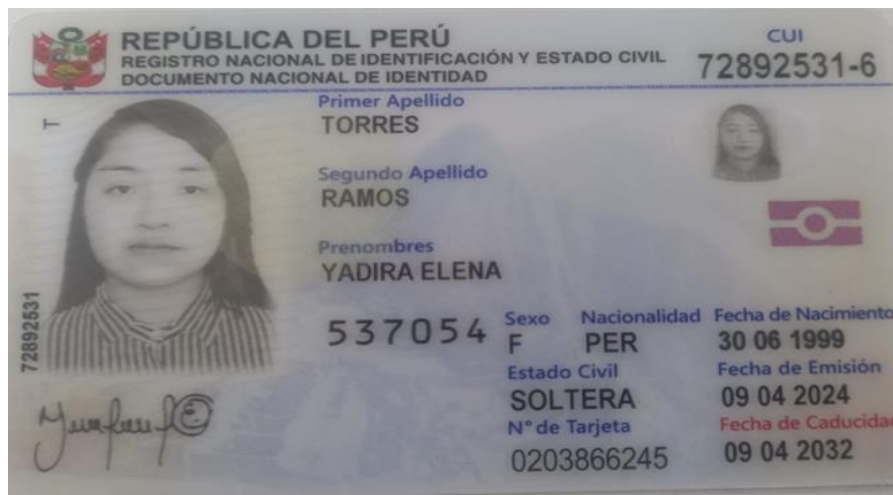 REPÚBLICA DEL PERÚ
REGISTRO NACIONAL DE IDENTIFICACIÓN Y ESTADO CIVIL
DOCUMENTO NACIONAL DE IDENTIDAD
CUI
72892531-6
T
Primer Apellido
TORRES
Segundo Apellido
RAMOS
Prenombres
YADIRA ELENA
72892531
537054
Sexo Nacionalidad Fecha de Nacimiento
F PER 30 06 1999
Estado Civil Fecha de Emisión
SOLTERA 09 04 2024
N° de Tarjeta Fecha de Caducidad
0203866245 09 04 2032